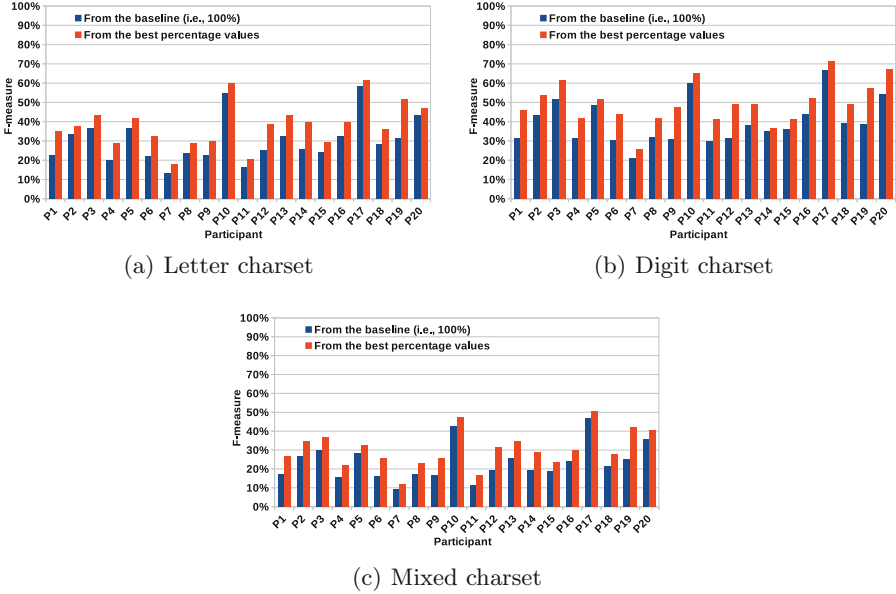 100%
90%
80%
70%
60%
50%
40%
30%
20%
10%
0%
F-measure
From the baseline (i.e., 100%)
From the best percentage values
P1 P2 P3 P4 P5 P6 P7 P8 P9 P10 P11 P12 P13 P14 P15 P16 P17 P18 P19 P20
Participant
(a) Letter charset
100%
90%
80%
70%
60%
50%
40%
30%
20%
10%
0%
F-measure
From the baseline (i.e., 100%)
From the best percentage values
P1 P2 P3 P4 P5 P6 P7 P8 P9 P10 P11 P12 P13 P14 P15 P16 P17 P18 P19 P20
Participant
(b) Digit charset
100%
90%
80%
70%
60%
50%
40%
30%
20%
10%
0%
F-measure
From the baseline (i.e., 100%)
From the best percentage values
P1 P2 P3 P4 P5 P6 P7 P8 P9 P10 P11 P12 P13 P14 P15 P16 P17 P18 P19 P20
Participant
(c) Mixed charset